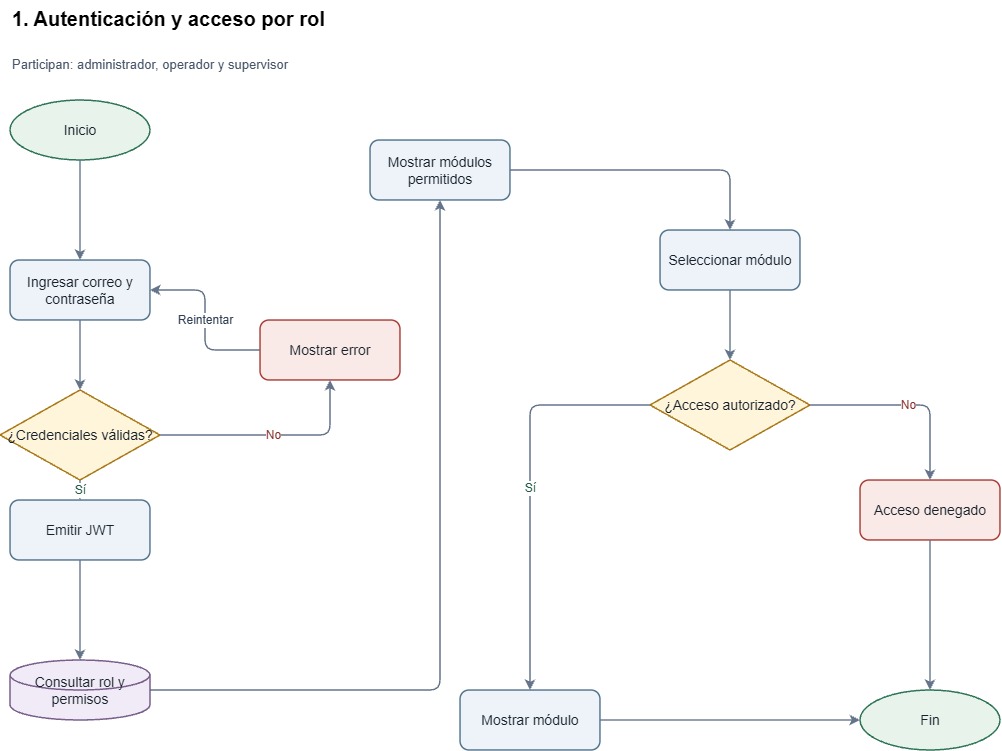 1. Autenticación y acceso por rol
Participan: administrador, operador y supervisor
Inicio
Ingresar correo y
contraseña
Reintentar
Mostrar error
¿Credenciales válidas?
No
Sí
Emitir JWT
Consultar rol y
permisos
Mostrar módulos
permitidos
Seleccionar módulo
¿Acceso autorizado?
No
Sí
Acceso denegado
Mostrar módulo
Fin